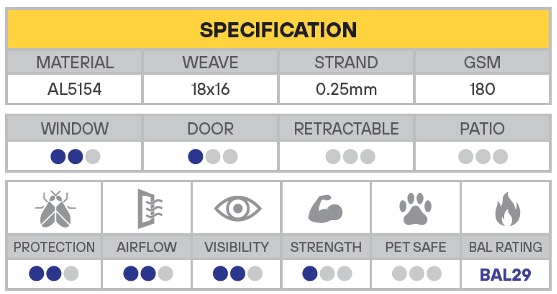 SPECIFICATION
MATERIAL WEAVE STRAND GSM
AL5154 18x16 0.25mm 180
WINDOW DOOR RETRACTABLE PATIO
PROTECTION AIRFLOW VISIBILITY STRENGTH PET SAFE BAL RATING
BAL29